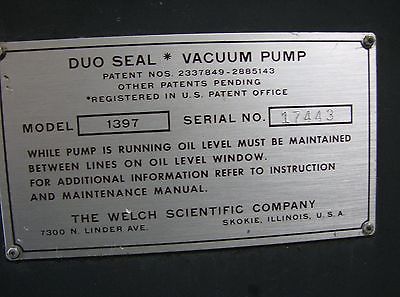 DUO SEAL * VACUUM PUMP
PATENT NOS. 2337849-2885143
OTHER PATENTS PENDING
*REGISTERED IN U.S. PATENT OFFICE
MODEL 1397 SERIAL NO. 17443
WHILE PUMP IS RUNNING OIL LEVEL MUST BE MAINTAINED
BETWEEN LINES ON OIL LEVEL WINDOW.
FOR ADDITIONAL INFORMATION REFER TO INSTRUCTION
AND MAINTENANCE MANUAL.
THE WELCH SCIENTIFIC COMPANY
7300 N. LINDER AVE. SKOKIE, ILLINOIS, U.S.A.